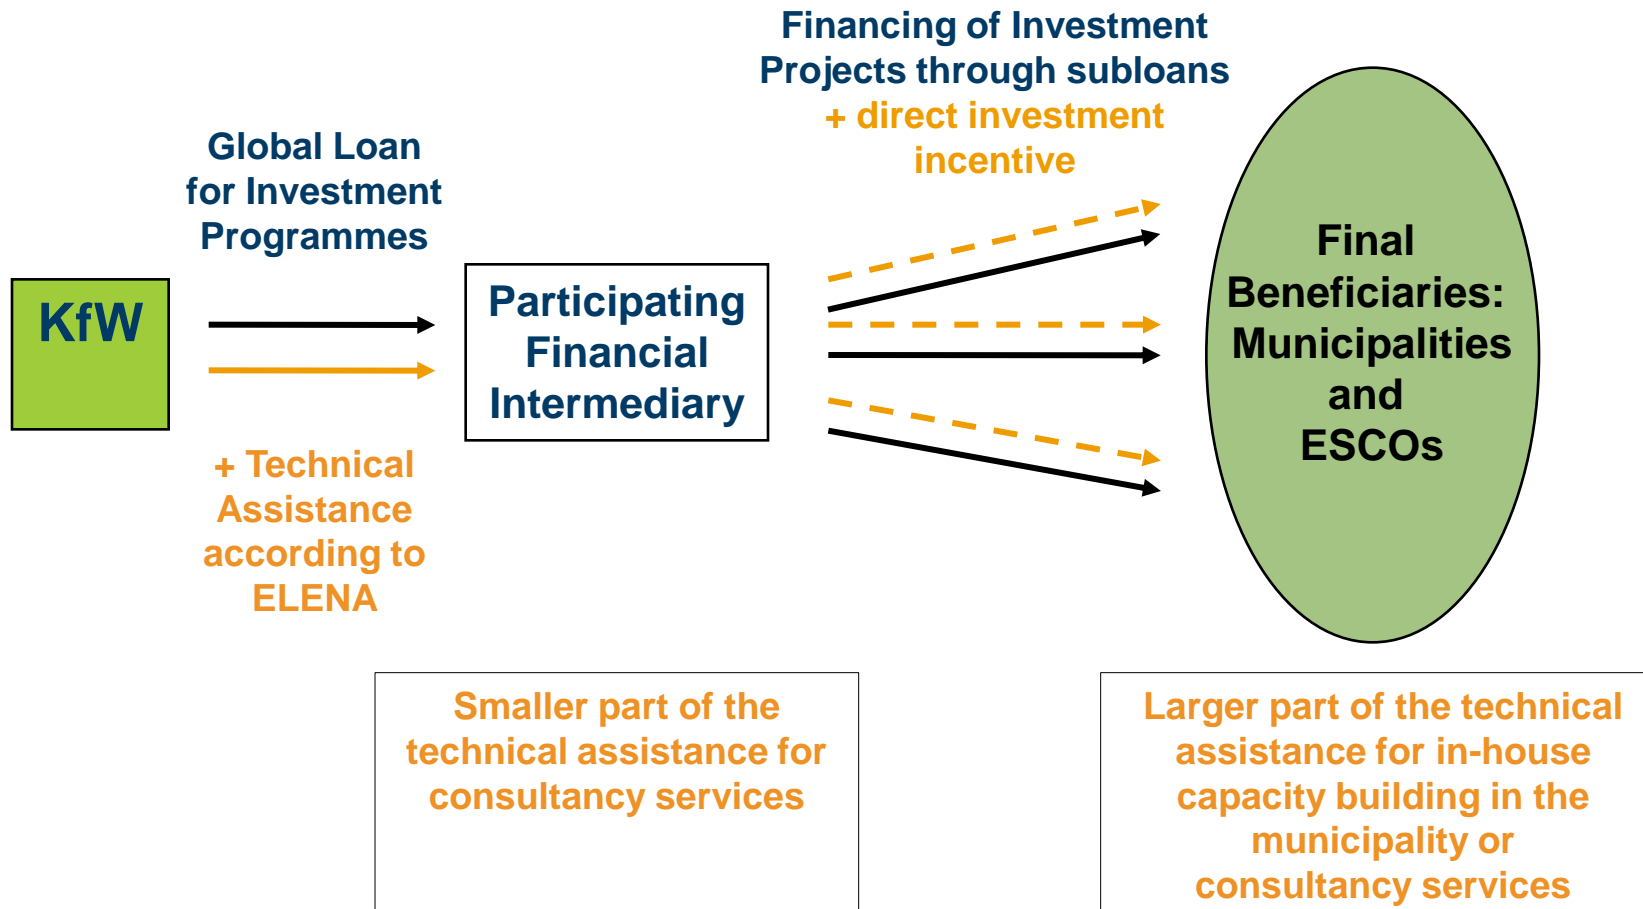 Financing of Investment
Projects through subloans
+ direct investment
incentive
Global Loan
for Investment
Programmes
KfW
Participating
Financial
Intermediary
Final
Beneficiaries:
Municipalities
and
ESCOs
+ Technical
Assistance
according to
ELENA
Smaller part of the
technical assistance for
consultancy services
Larger part of the technical
assistance for in-house
capacity building in the
municipality or
consultancy services